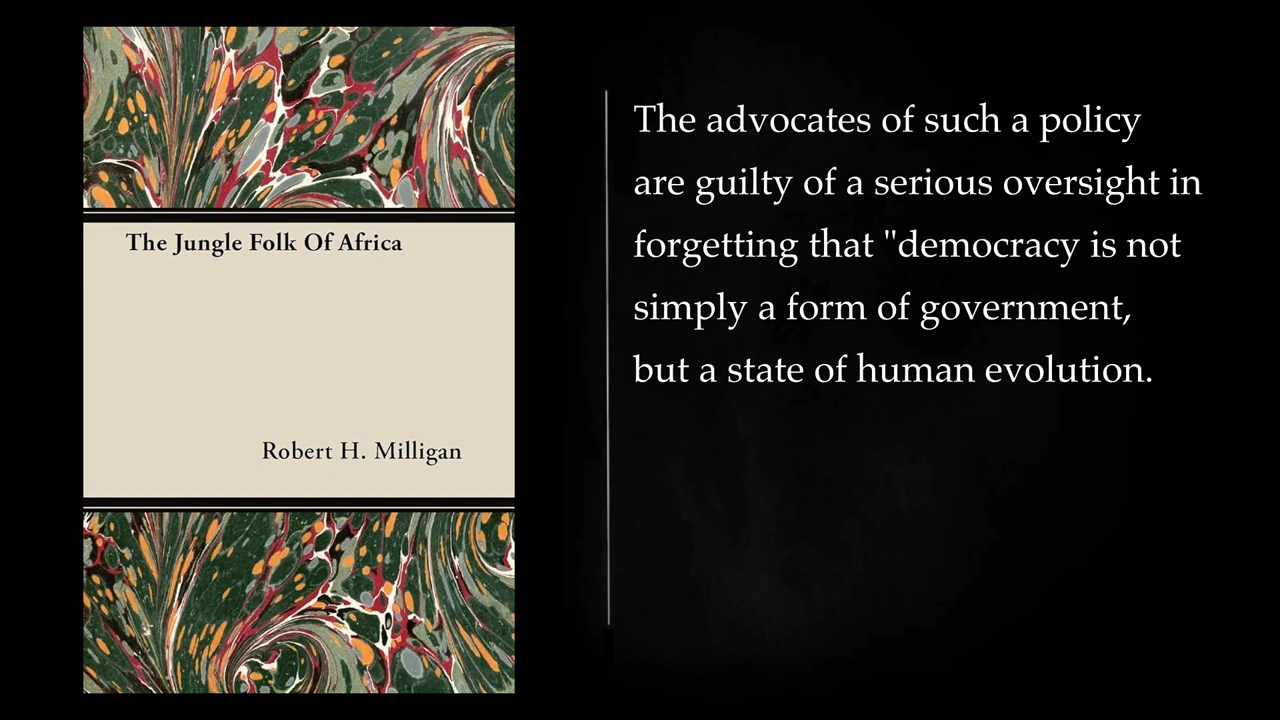 The Jungle Folk Of Africa
Robert H. Milligan
The advocates of such a policy
are guilty of a serious oversight in
forgetting that "democracy is not
simply a form of government,
but a state of human evolution.